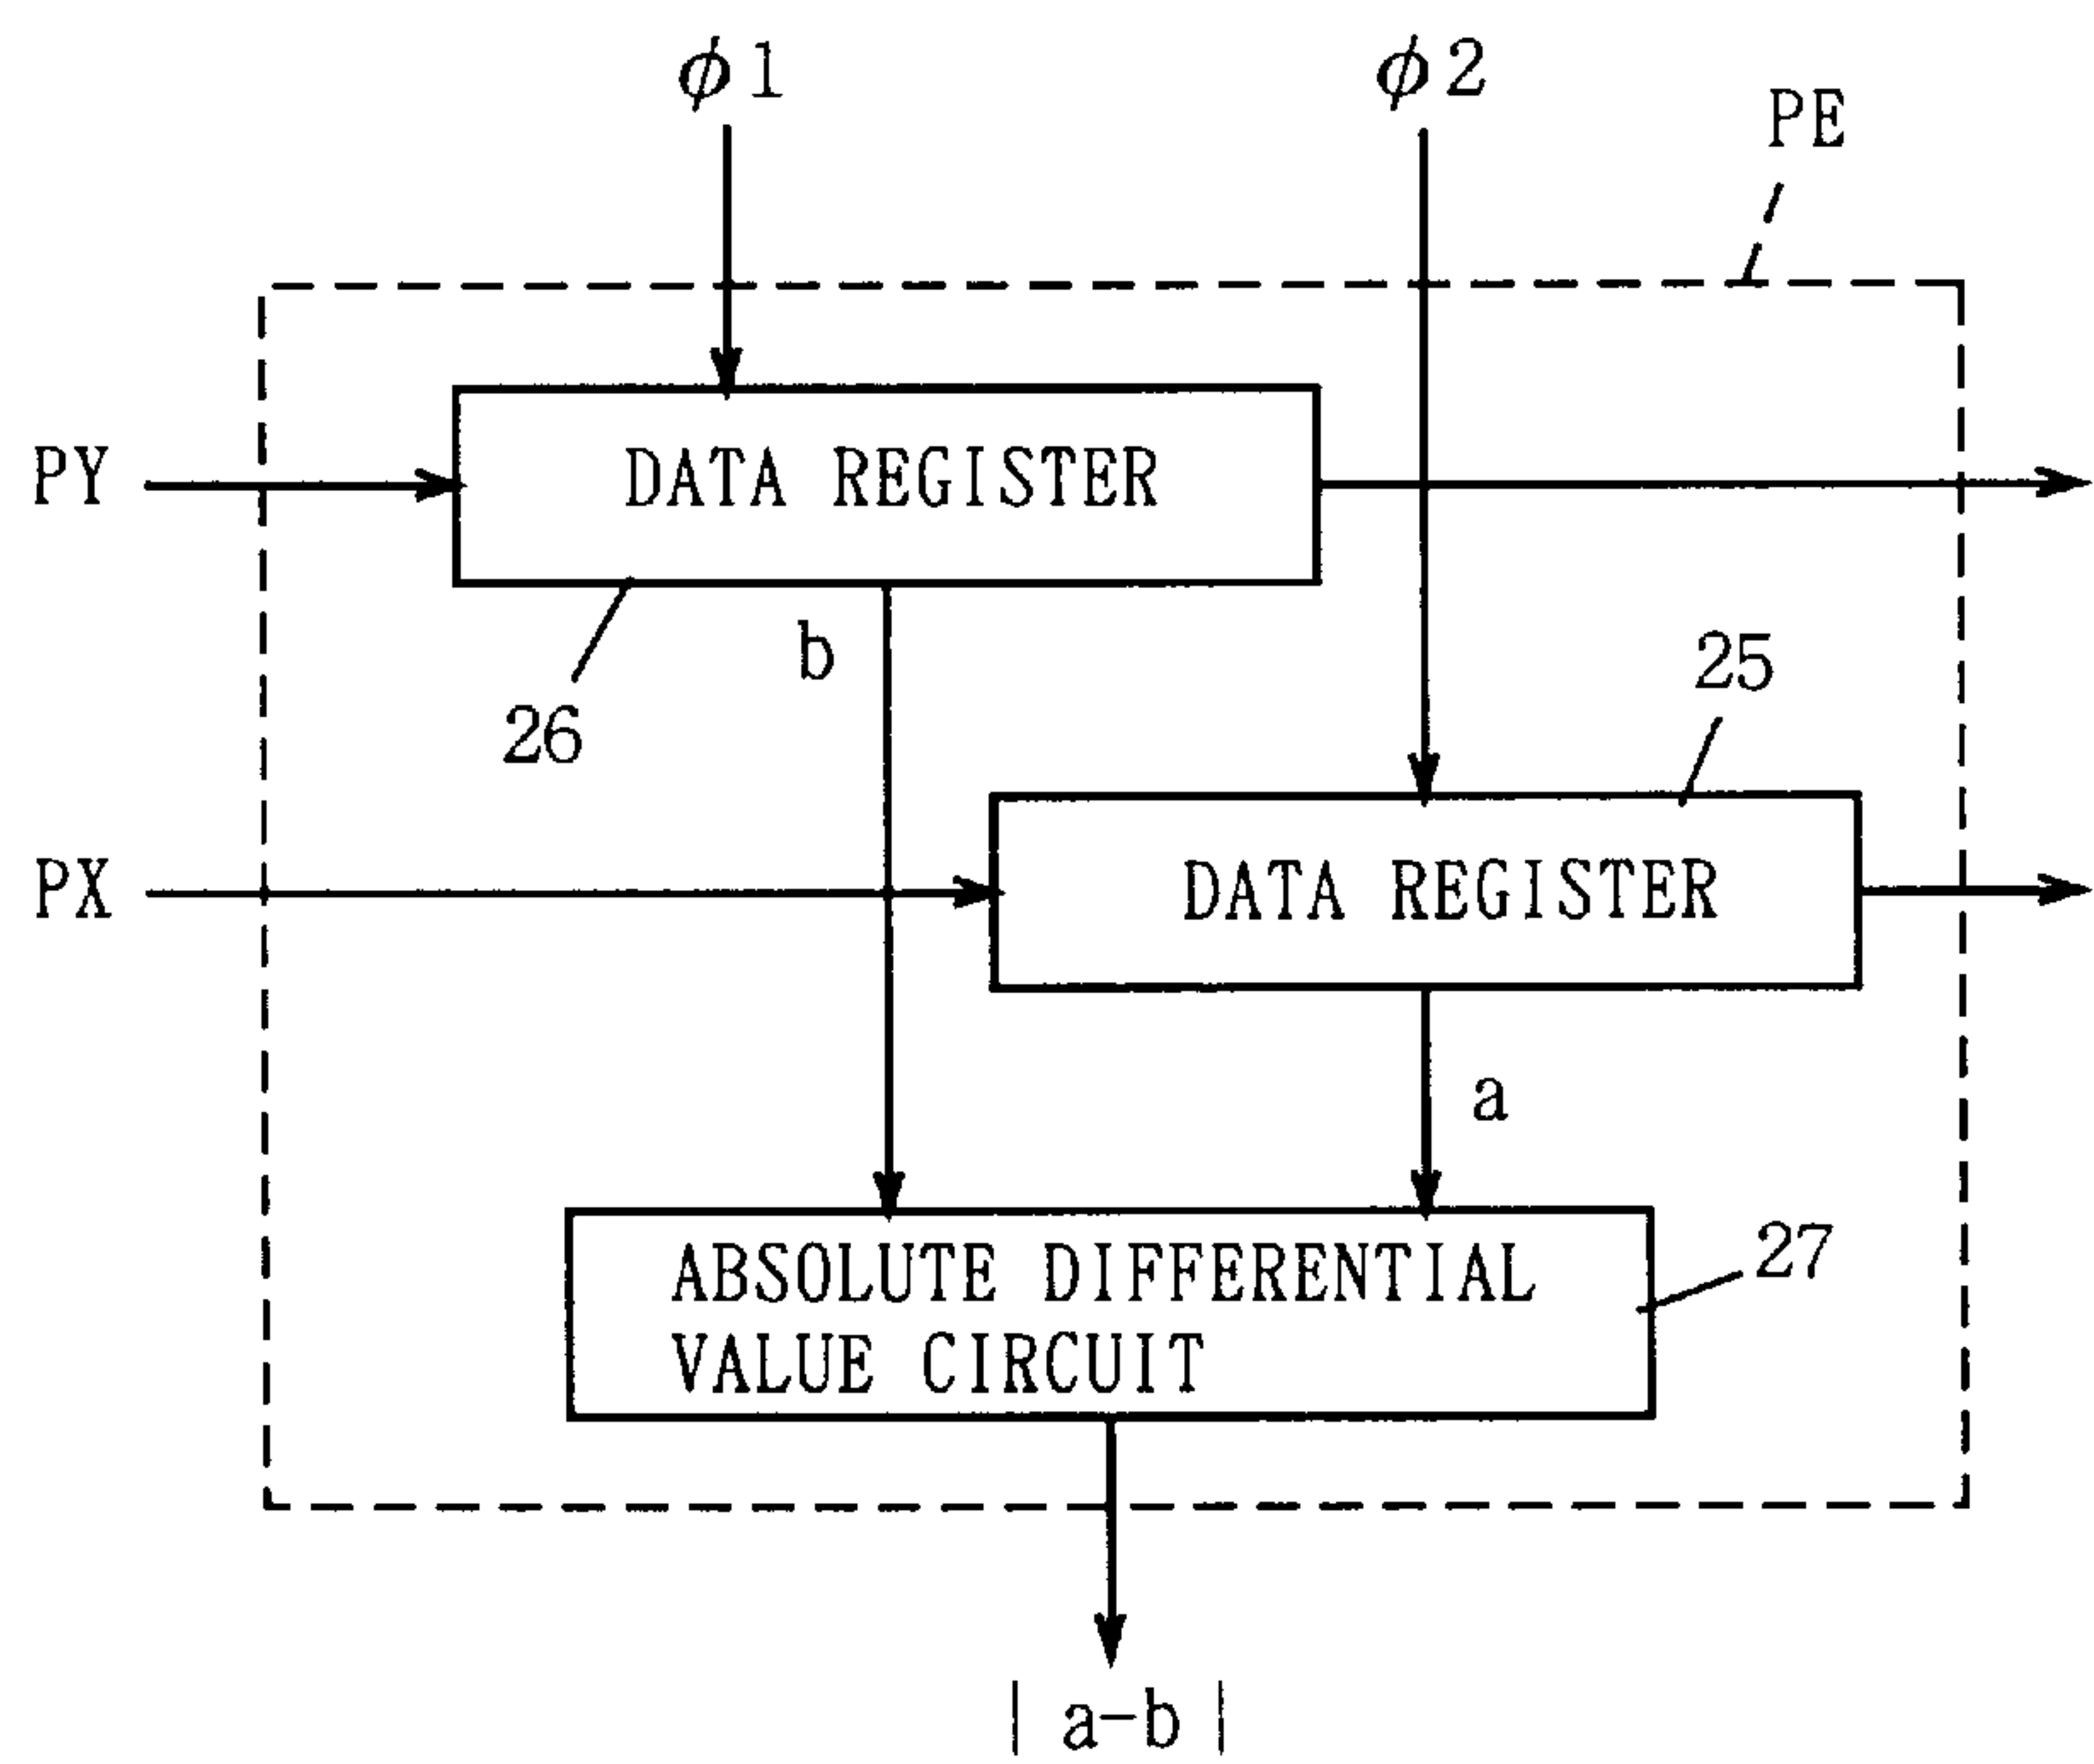 φ1
φ2
PE
PY
DATA REGISTER
b
25
26
PX
DATA REGISTER
a
ABSOLUTE DIFFERENTIAL
VALUE CIRCUIT
27
| a-b |